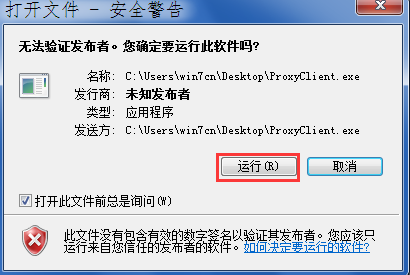 打开文件 - 安全警告
无法验证发布者。您确定要运行此软件吗?
名称: C:\Users\win7cn\Desktop\ProxyClient.exe
发行商: 未知发布者
类型: 应用程序
发送方: C:\Users\win7cn\Desktop\ProxyClient.exe
运行(R) 取消
打开此文件前总是询问(W)
此文件没有包含有效的数字签名以验证其发布者。您应该只
运行来自您信任的发布者的软件。如何决定要运行的软件?